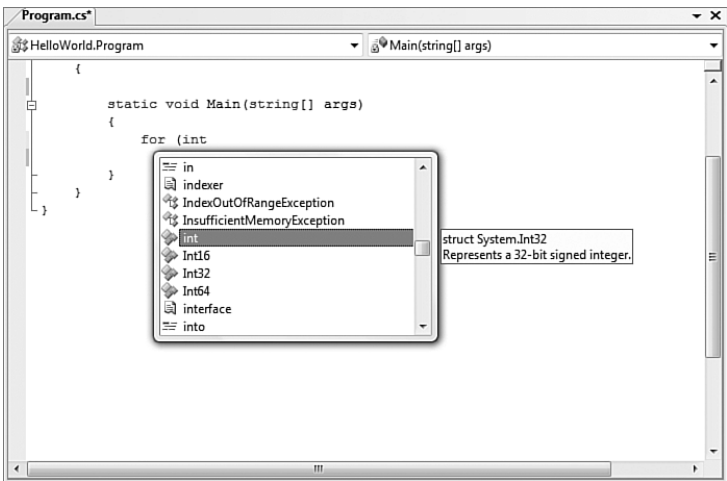 Program.cs*
HelloWorld.Program
Main(string[] args)
{
static void Main(string[] args)
{
for (int
in
indexer
IndexOutOfRangeException
InsufficientMemoryException
int
struct System.Int32
Represents a 32-bit signed integer.
Int16
Int32
Int64
interface
into
}
}
}